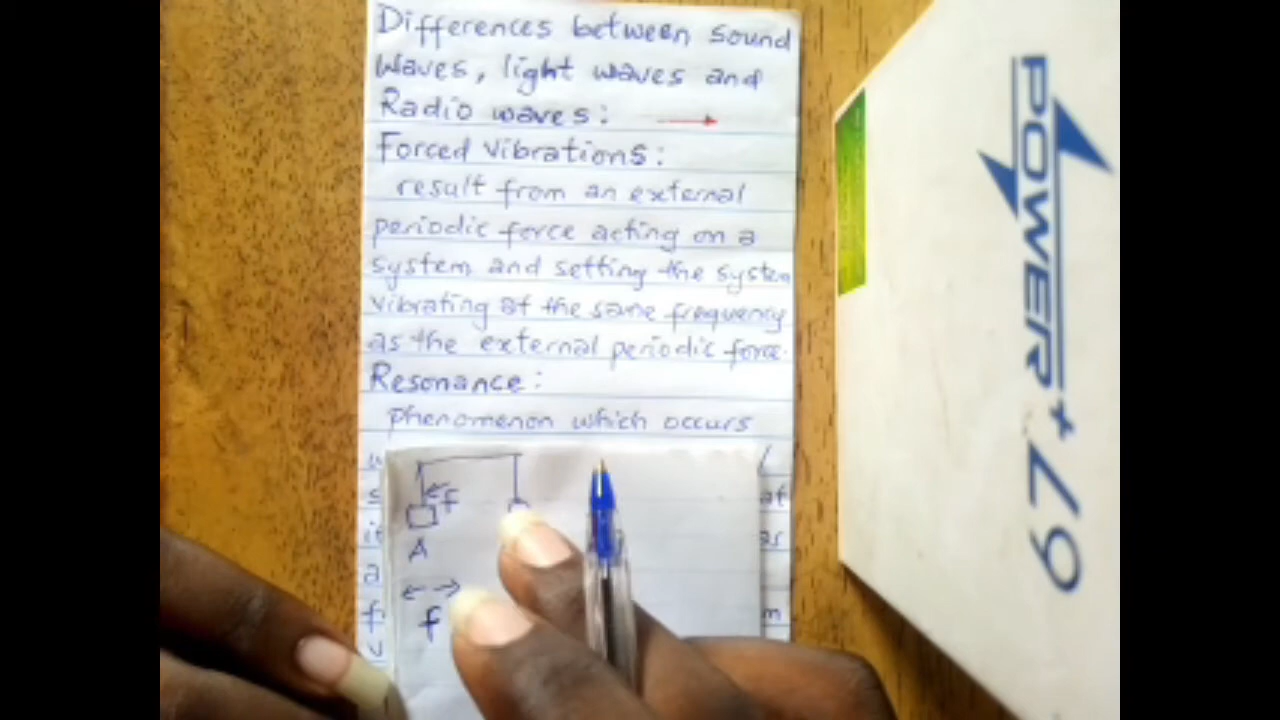 Differences between sound
Waves, light waves and
Radio waves:
Forced vibrations:
result from an external
periodic force acting on a
system and setting the system
vibrating at the same frequency
as the external periodic force.
Resonance:
phenomenon which occurs
f
A
f
POWER+ L9